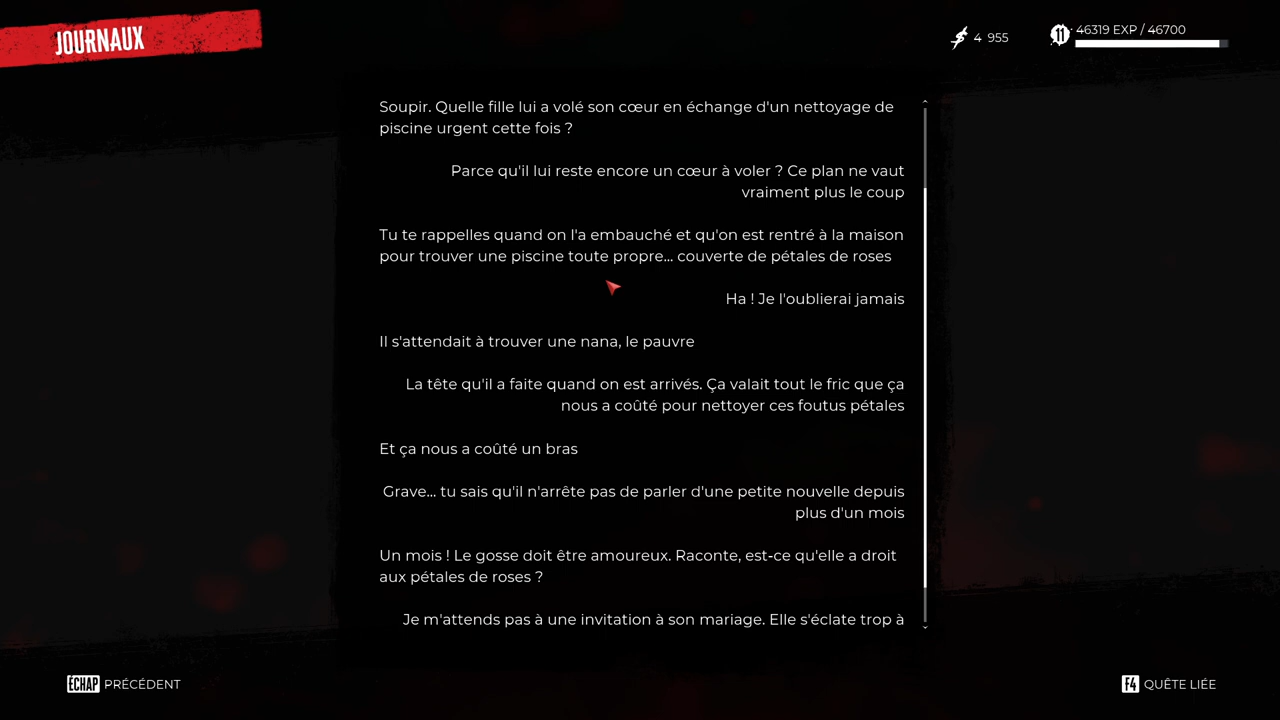 JOURNAUX
4 955
11
46319 EXP / 46700
Soupir. Quelle fille lui a volé son cœur en échange d'un nettoyage de
piscine urgent cette fois ?
Parce qu'il lui reste encore un cœur à voler ? Ce plan ne vaut
vraiment plus le coup
Tu te rappelles quand on l'a embauché et qu'on est rentré à la maison
pour trouver une piscine toute propre... couverte de pétales de roses
Ha ! Je l'oublierai jamais
Il s'attendait à trouver une nana, le pauvre
La tête qu'il a faite quand on est arrivés. Ça valait tout le fric que ça
nous a coûté pour nettoyer ces foutus pétales
Et ça nous a coûté un bras
Grave... tu sais qu'il n'arrête pas de parler d'une petite nouvelle depuis
plus d'un mois
Un mois ! Le gosse doit être amoureux. Raconte, est-ce qu'elle a droit
aux pétales de roses ?
Je m'attends pas à une invitation à son mariage. Elle s'éclate trop à
ÉCHAP PRÉCÉDENT
F4 QUÊTE LIÉE